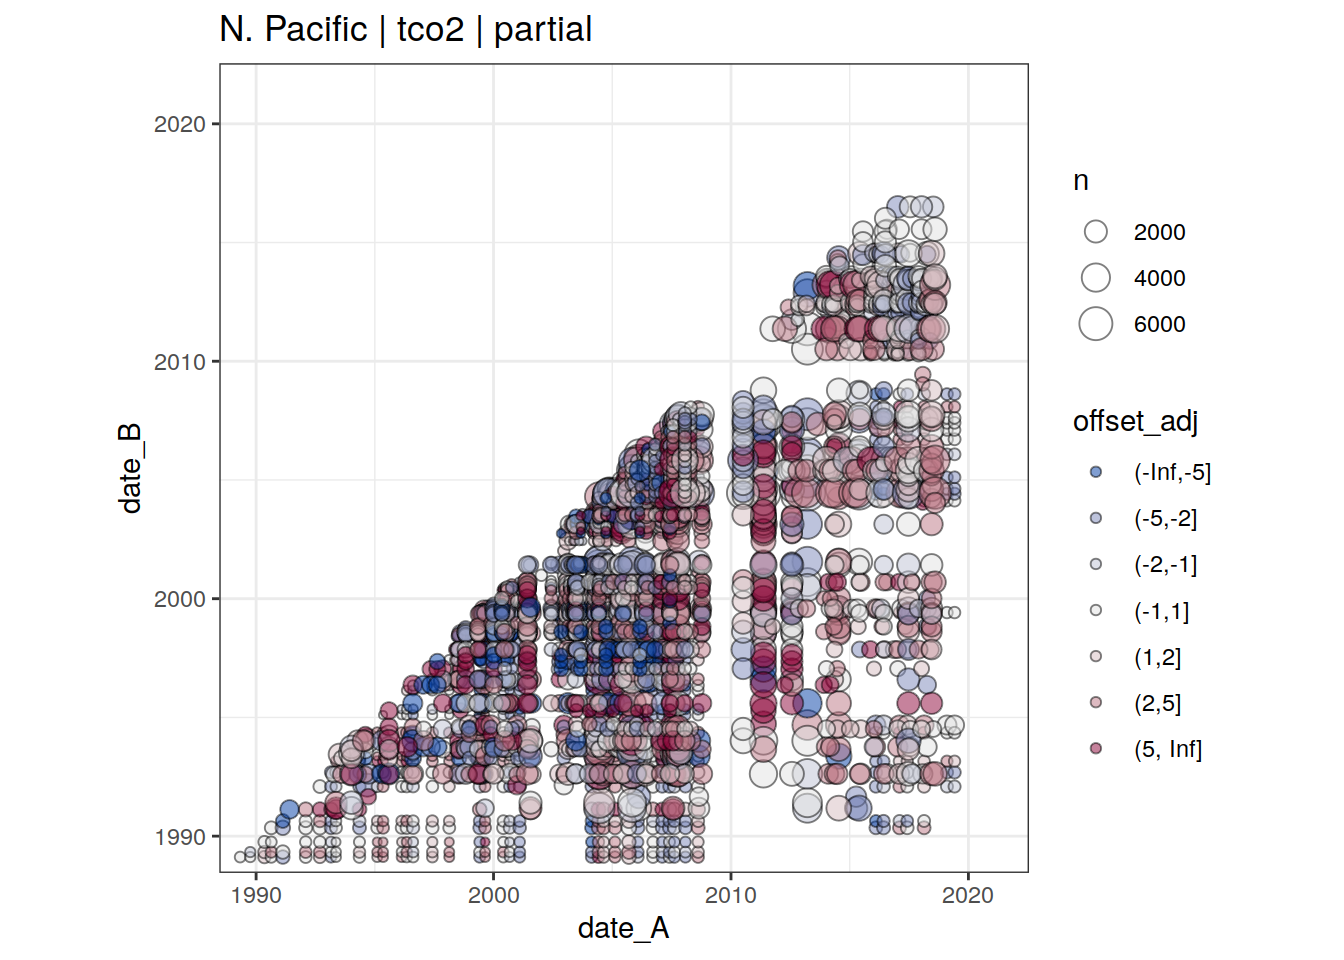 N. Pacific | tco2 | partial
2020
2010
2000
1990
date_B
1990
2000
2010
2020
date_A
n
2000
4000
6000
offset_adj
(-Inf,-5]
(-5,-2]
(-2,-1]
(-1,1]
(1,2]
(2,5]
(5, Inf]